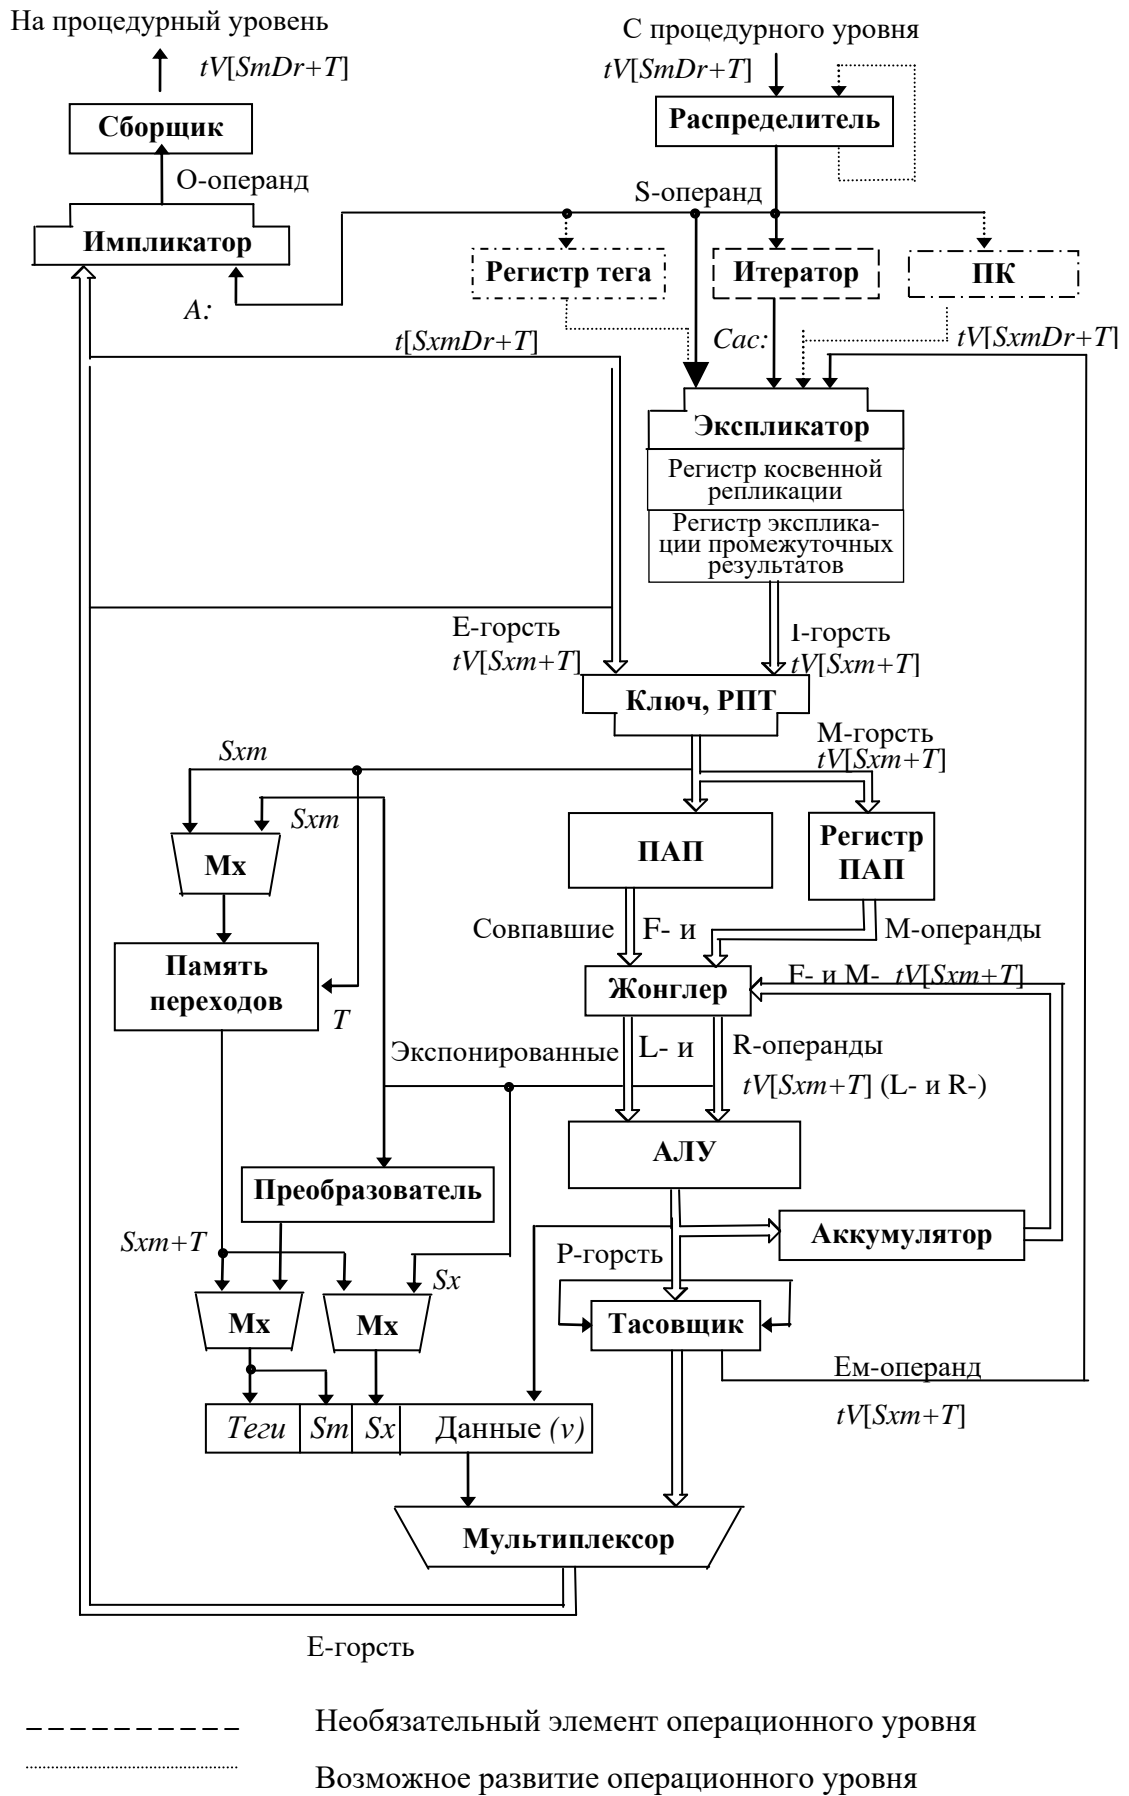 На процедурный уровень
С процедурного уровня
tV[SmDr+T]
tV[SmDr+T]
Сборщик
Распределитель
О-операнд
S-операнд
Импликатор
Регистр тега
Итератор
ПК
A:
t[SxmDr+T]
Cac:
tV[SxmDr+T]
Экспликатор
Регистр косвенной
репликации
Регистр эксплика-
ции промежуточных
результатов
Е-горсть
tV[Sxm+T]
I-горсть
tV[Sxm+T]
Ключ, РПТ
М-горсть
tV[Sxm+T]
Sxm
Sxm
Мх
ПАП
Регистр
ПАП
Совпавшие
F- и
М-операнды
Память
переходов
Жонглер
F- и М- tV[Sxm+T]
T
Экспонированные
L- и
R-операнды
tV[Sxm+T] (L- и R-)
АЛУ
Преобразователь
Sxm+T
Аккумулятор
Р-горсть
Sx
Мх
Мх
Тасовщик
Ем-операнд
tV[Sxm+T]
Теги
Sm
Sx
Данные (v)
Мультиплексор
Е-горсть
Необязательный элемент операционного уровня
Возможное развитие операционного уровня